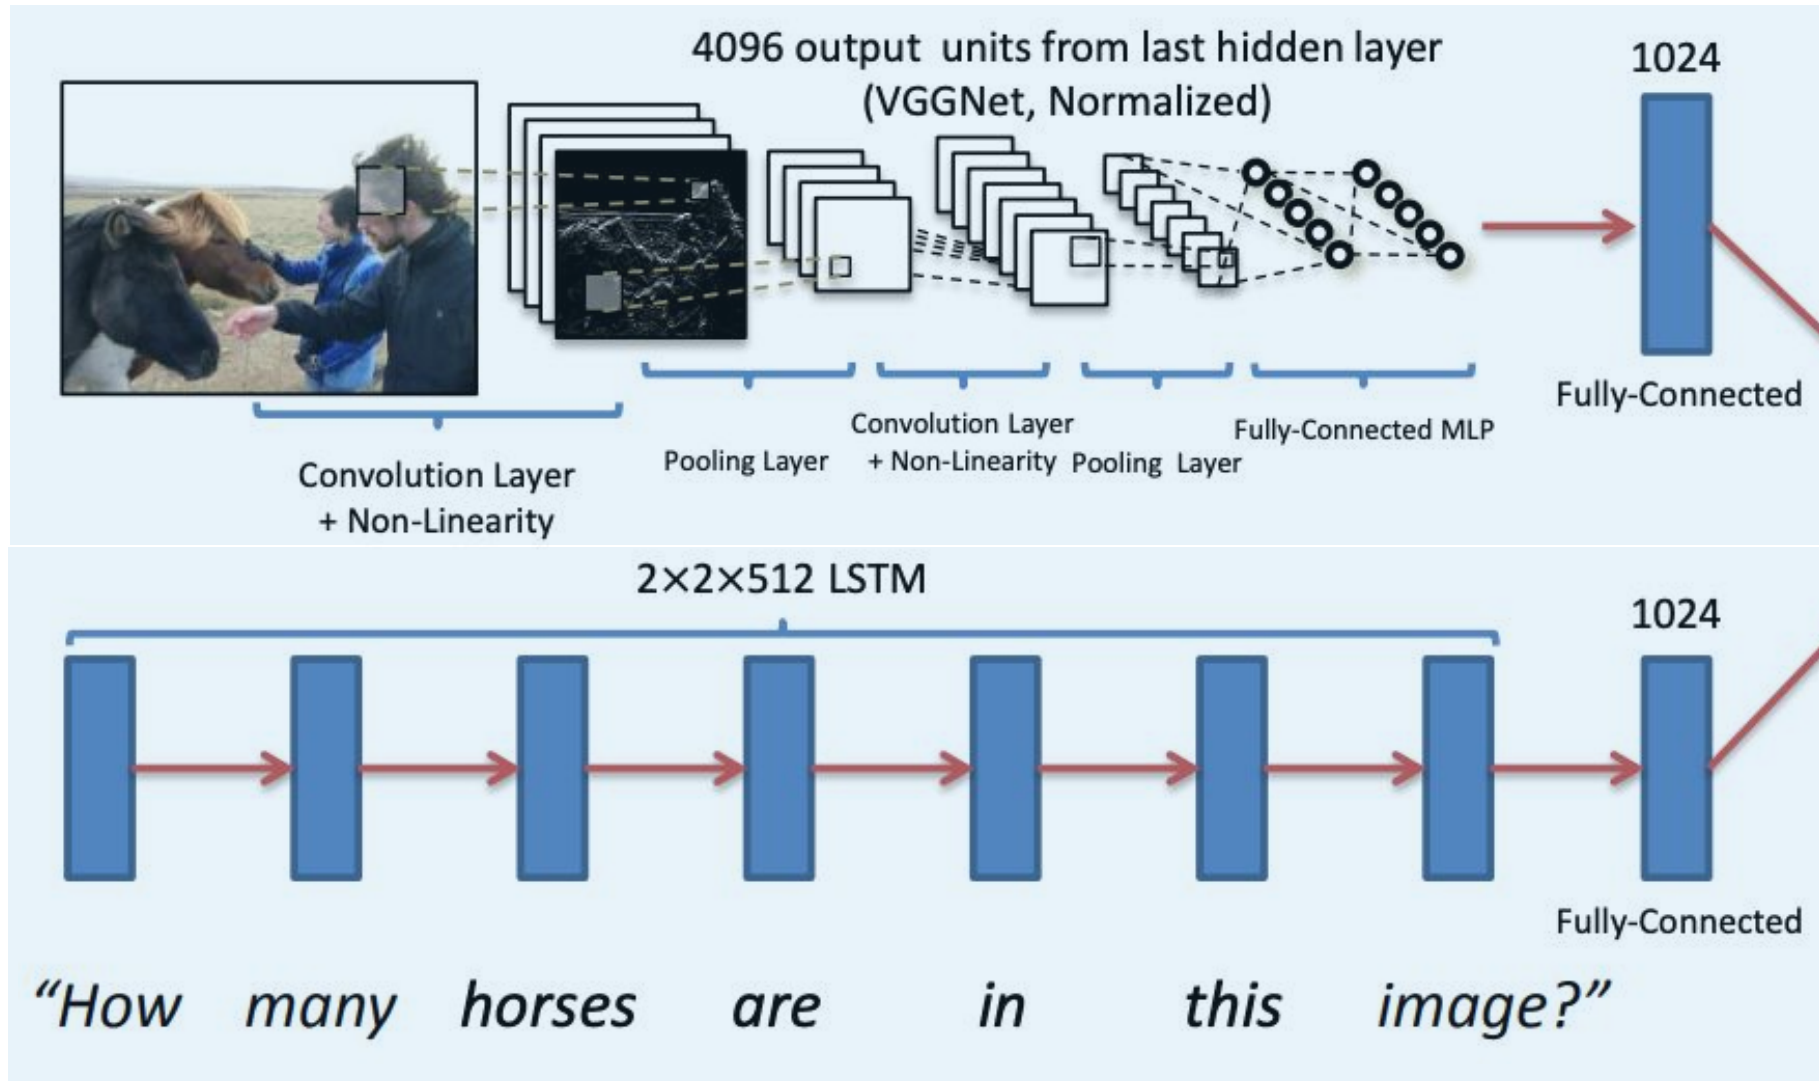 4096 output units from last hidden layer
(VGGNet, Normalized)
1024
Fully-Connected
Convolution Layer
+ Non-Linearity
Pooling Layer
Convolution Layer
+ Non-Linearity
Pooling Layer
Fully-Connected MLP
2×2×512 LSTM
1024
Fully-Connected
“How many horses are in this image?”